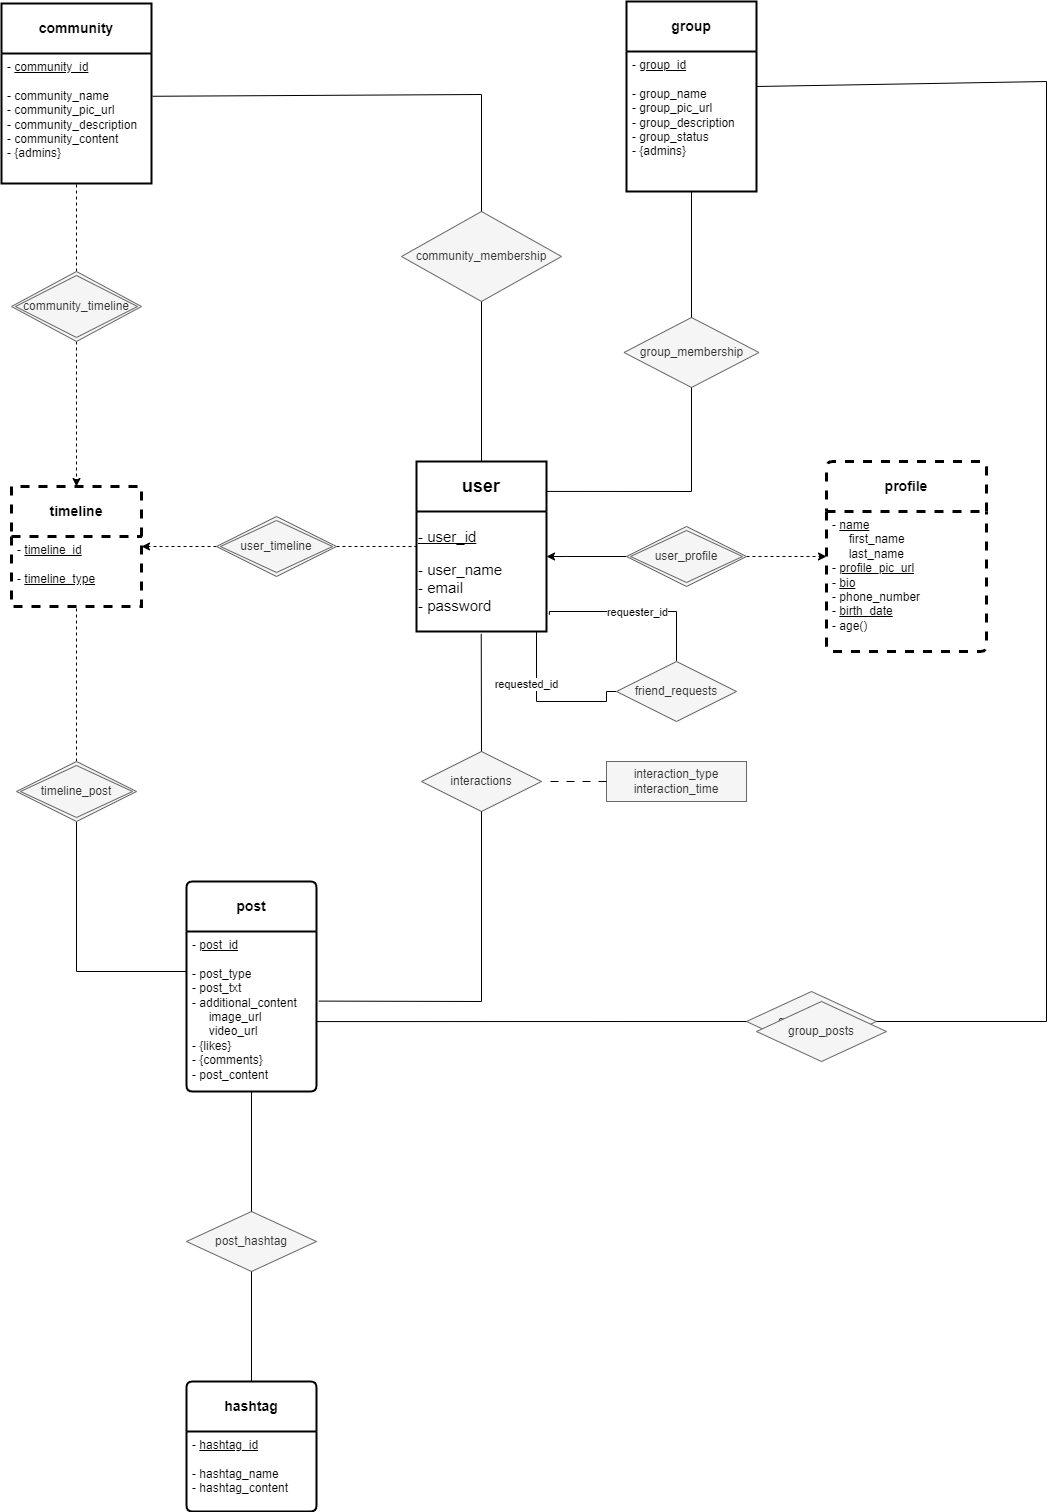 community
- community_id
- community_name
- community_pic_url
- community_description
- community_content
- {admins}
group
- group_id
- group_name
- group_pic_url
- group_description
- group_status
- {admins}
community_membership
community_timeline
group_membership
timeline
- timeline_id
- timeline_type
user_timeline
user
- user_id
- user_name
- email
- password
user_profile
profile
- name
first_name
last_name
- profile_pic_url
- bio
- phone_number
- birth_date
- age()
requester_id
requested_id
friend_requests
timeline_post
interactions
interaction_type
interaction_time
post
- post_id
- post_type
- post_txt
- additional_content
image_url
video_url
- {likes}
- {comments}
- post_content
group_posts
post_hashtag
hashtag
- hashtag_id
- hashtag_name
- hashtag_content